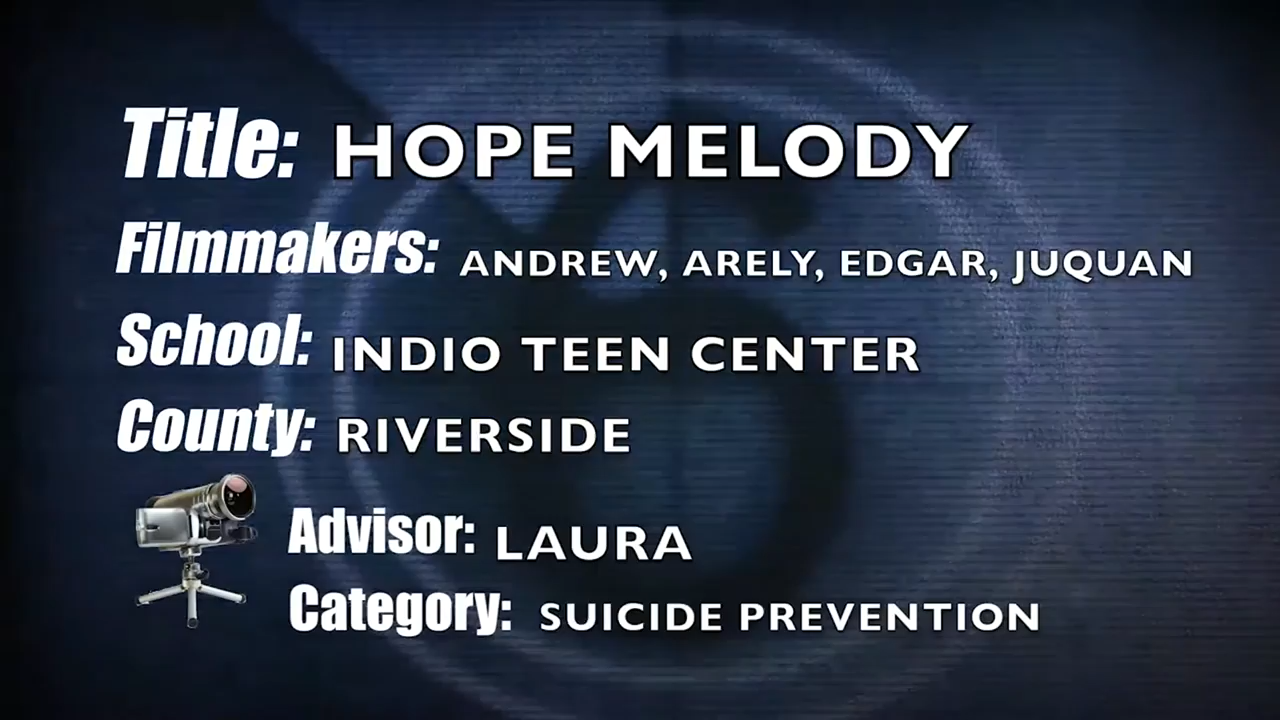 Title: HOPE MELODY
Filmmakers: ANDREW, ARELY, EDGAR, JUQUAN
School: INDIO TEEN CENTER
County: RIVERSIDE
Advisor: LAURA
Category: SUICIDE PREVENTION